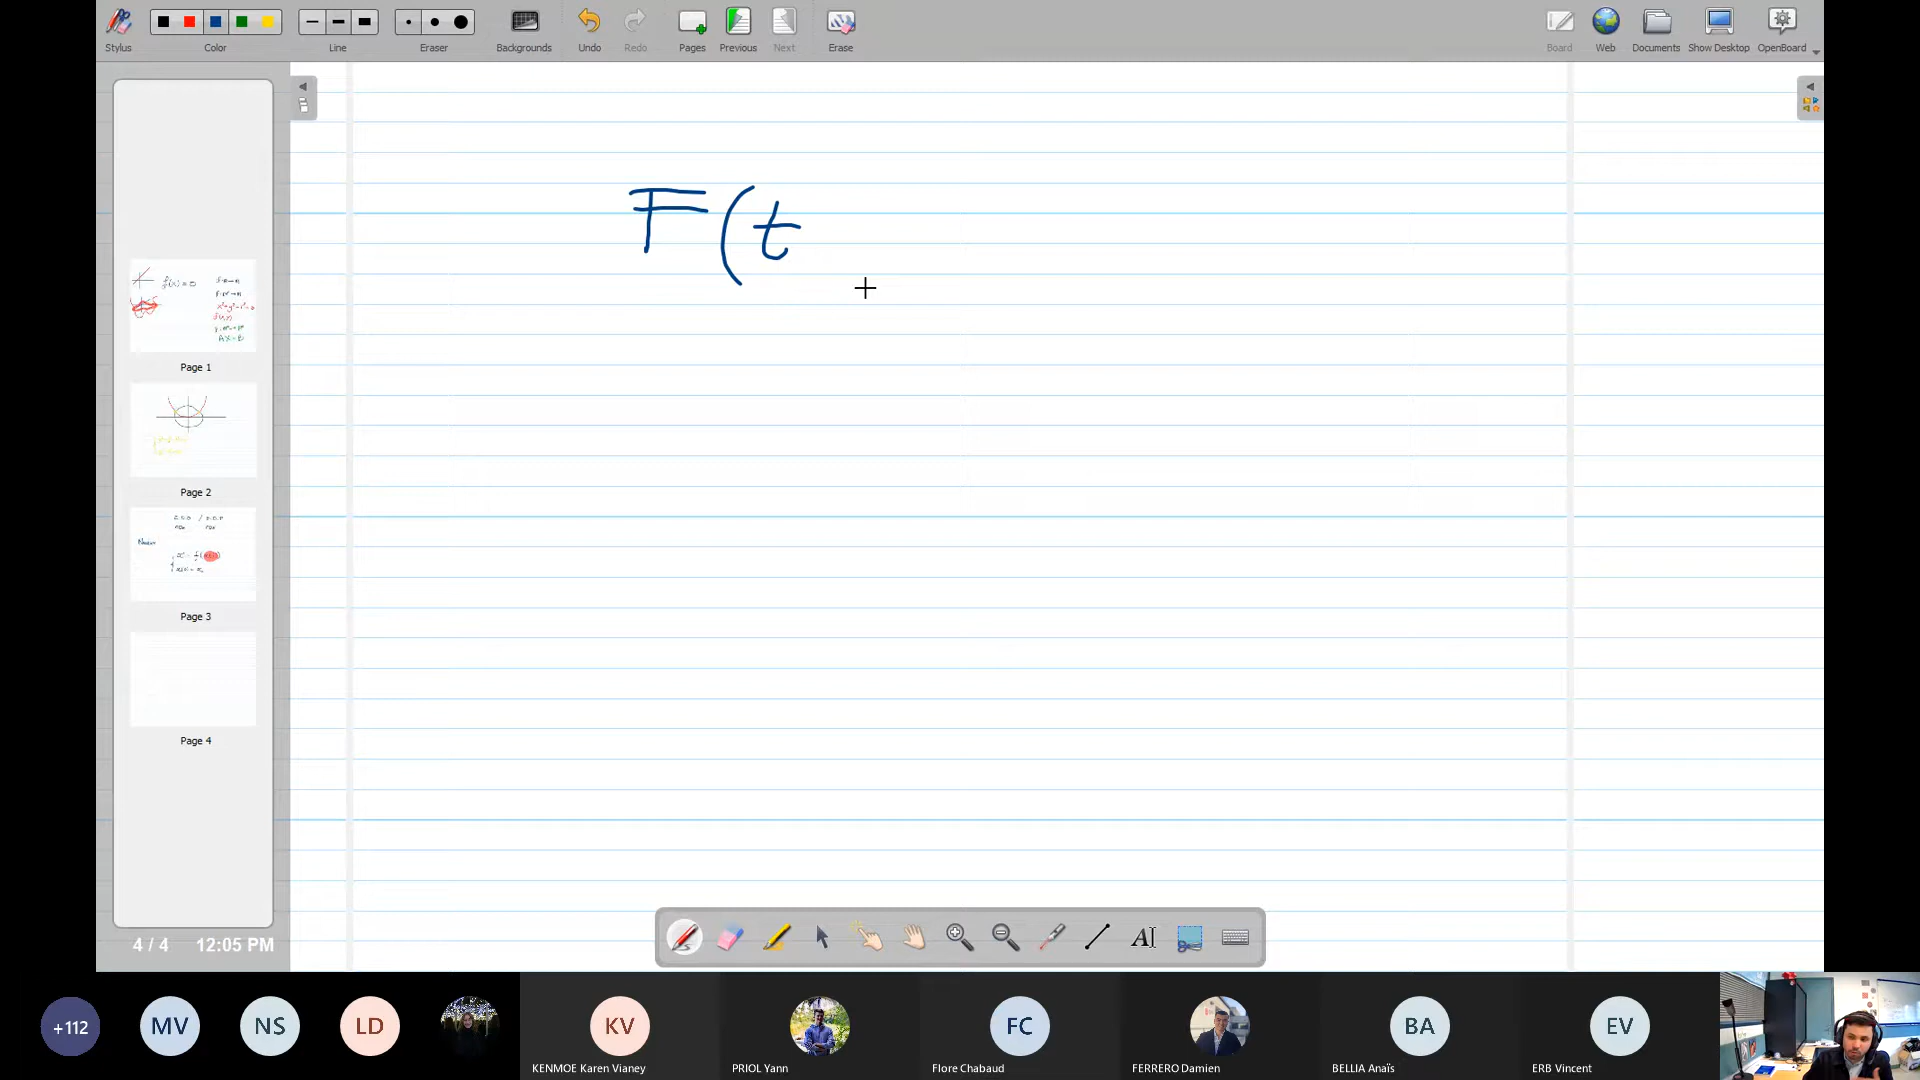 Stylus Color Line Eraser Backgrounds Undo Redo Pages Previous Next Erase Board Web Documents Show Desktop OpenBoard
F(t
f(x) = 0
Page 1
Page 2
Page 3
Page 4
4 / 4 12:05 PM
+112 MV NS LD KV FC BA EV
KENMOE Karen Vianey PRIOL Yann Flore Chabaud FERRERO Damien BELLIA Anaïs ERB Vincent